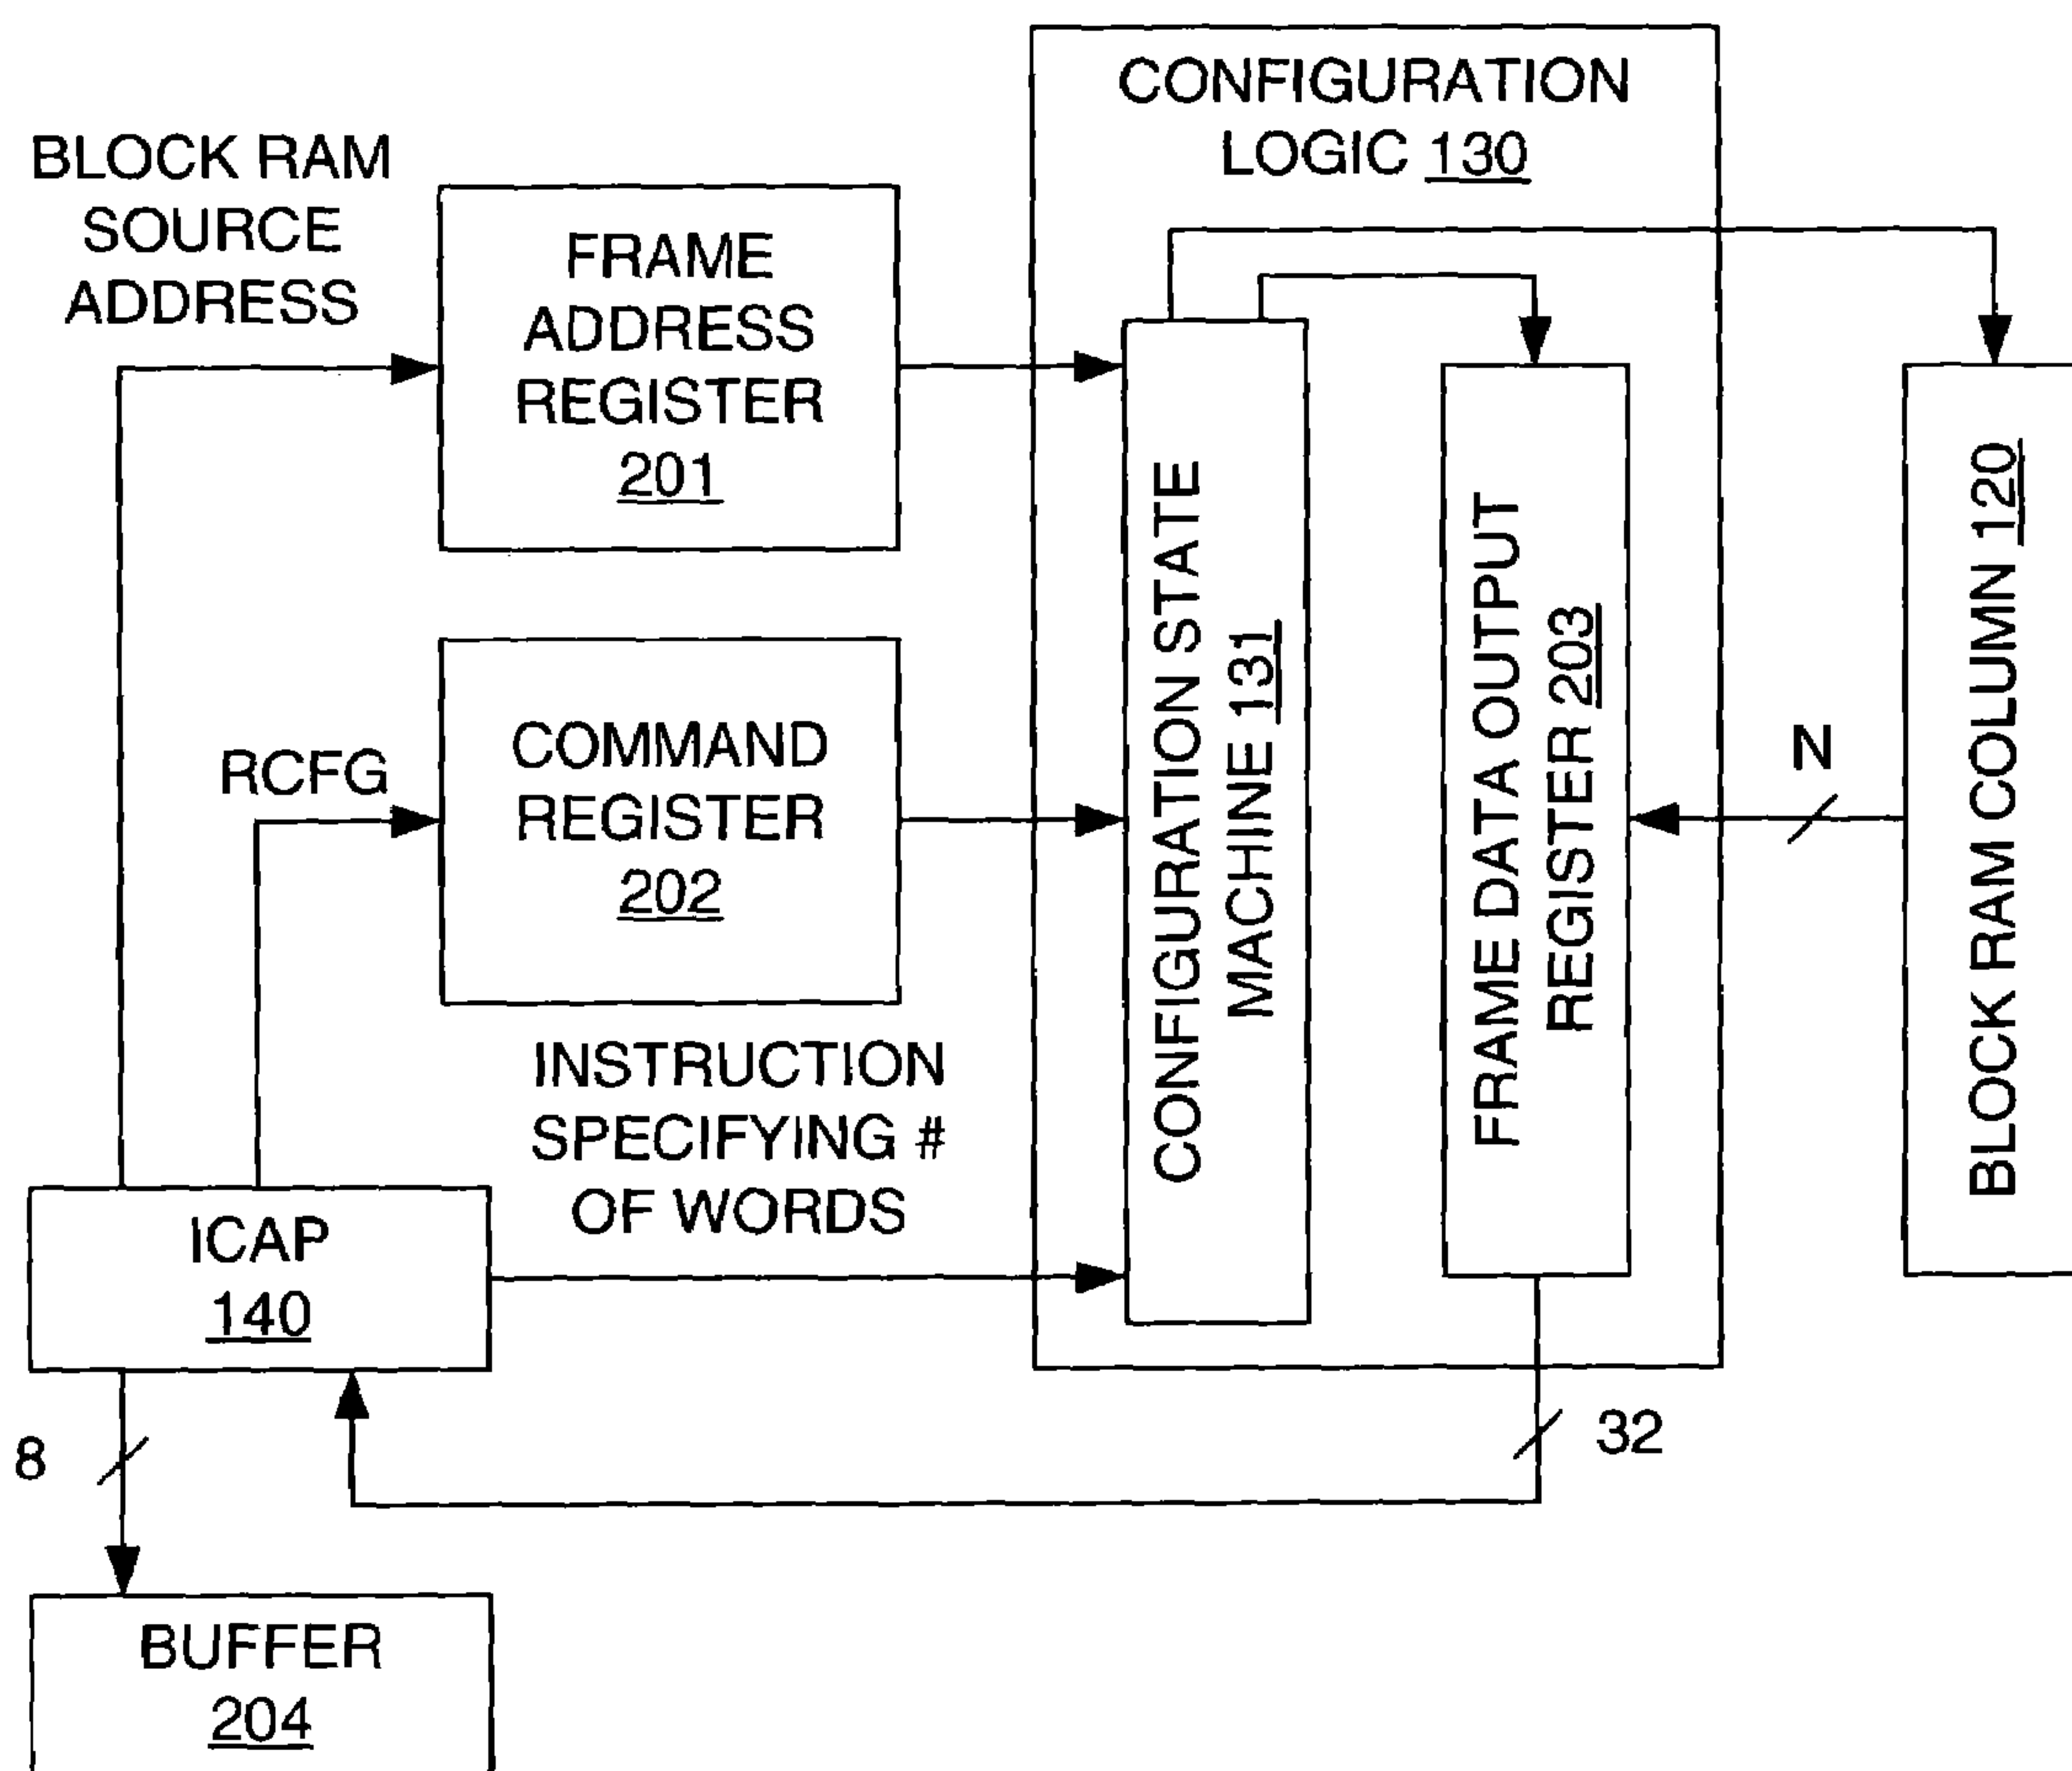 CONFIGURATION
LOGIC 130
BLOCK RAM
SOURCE
ADDRESS
FRAME
ADDRESS
REGISTER
201
RCFG
COMMAND
REGISTER
202
INSTRUCTION
SPECIFYING #
OF WORDS
CONFIGURATION STATE
MACHINE 131
FRAME DATA OUTPUT
REGISTER 203
N
BLOCK RAM COLUMN 120
ICAP
140
8
32
BUFFER
204